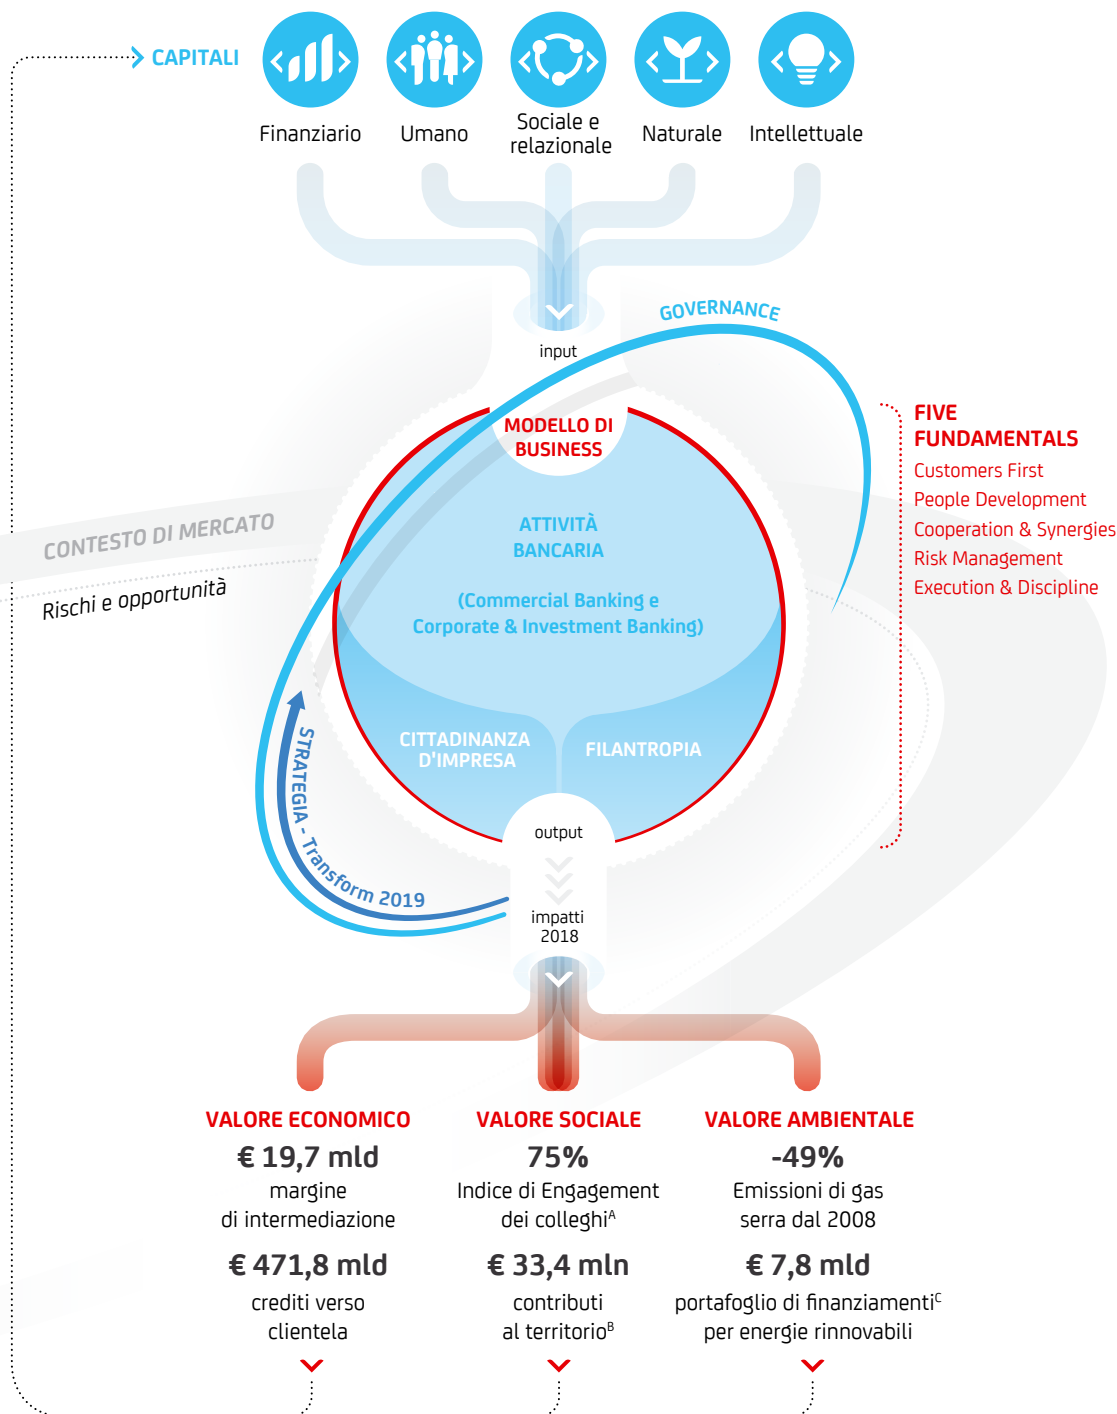 CAPITALI
Finanziario
Umano
Sociale e
relazionale
Naturale
Intellettuale
GOVERNANCE
input
MODELLO DI
BUSINESS
FIVE
FUNDAMENTALS
Customers First
People Development
Cooperation & Synergies
Risk Management
Execution & Discipline
CONTESTO DI MERCATO
Rischi e opportunità
ATTIVITÀ
BANCARIA
(Commercial Banking e
Corporate & Investment Banking)
CITTADINANZA
D'IMPRESA
FILANTROPIA
STRATEGIA - Transform 2019
output
impatti
2018
VALORE ECONOMICO
€ 19,7 mld
margine
di intermediazione
€ 471,8 mld
crediti verso
clientela
VALORE SOCIALE
75%
Indice di Engagement
dei colleghiᴬ
€ 33,4 mln
contributi
al territorioᴮ
VALORE AMBIENTALE
-49%
Emissioni di gas
serra dal 2008
€ 7,8 mld
portafoglio di finanziamentiC
per energie rinnovabili